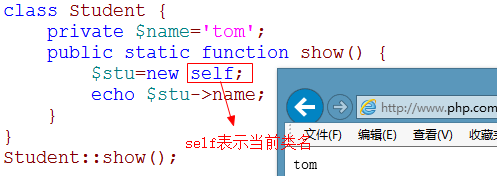 class Student {
private $name='tom';
public static function show() {
$stu=new self;
echo $stu->name;
}
}
Student::show();
self表示当前类名
http://www.php.com
文件(F) 编辑(E) 查看(V) 收藏
tom